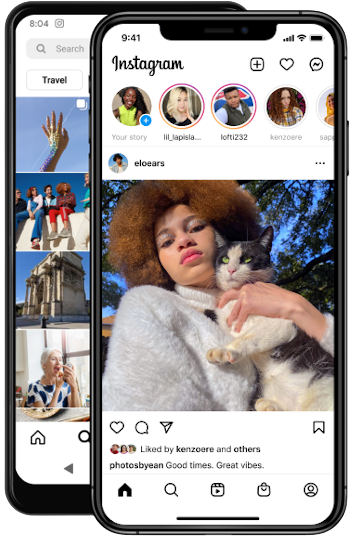 8:04
Search
Travel
9:41
Instagram
Your story
lil_lapisla...
lofti232
kenzoere
sapp
eloears
Liked by kenzoere and others
photosbyean Good times. Great vibes.